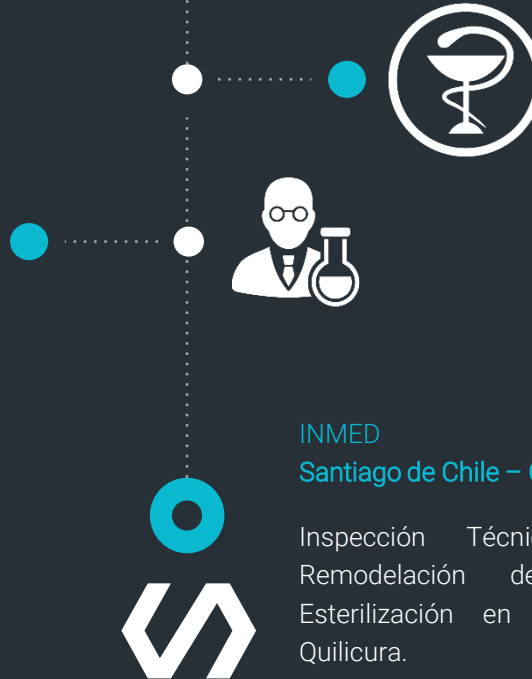 INMED
Santiago de Chile –
Inspección
Remodelación
Esterilización en
Quilicura.